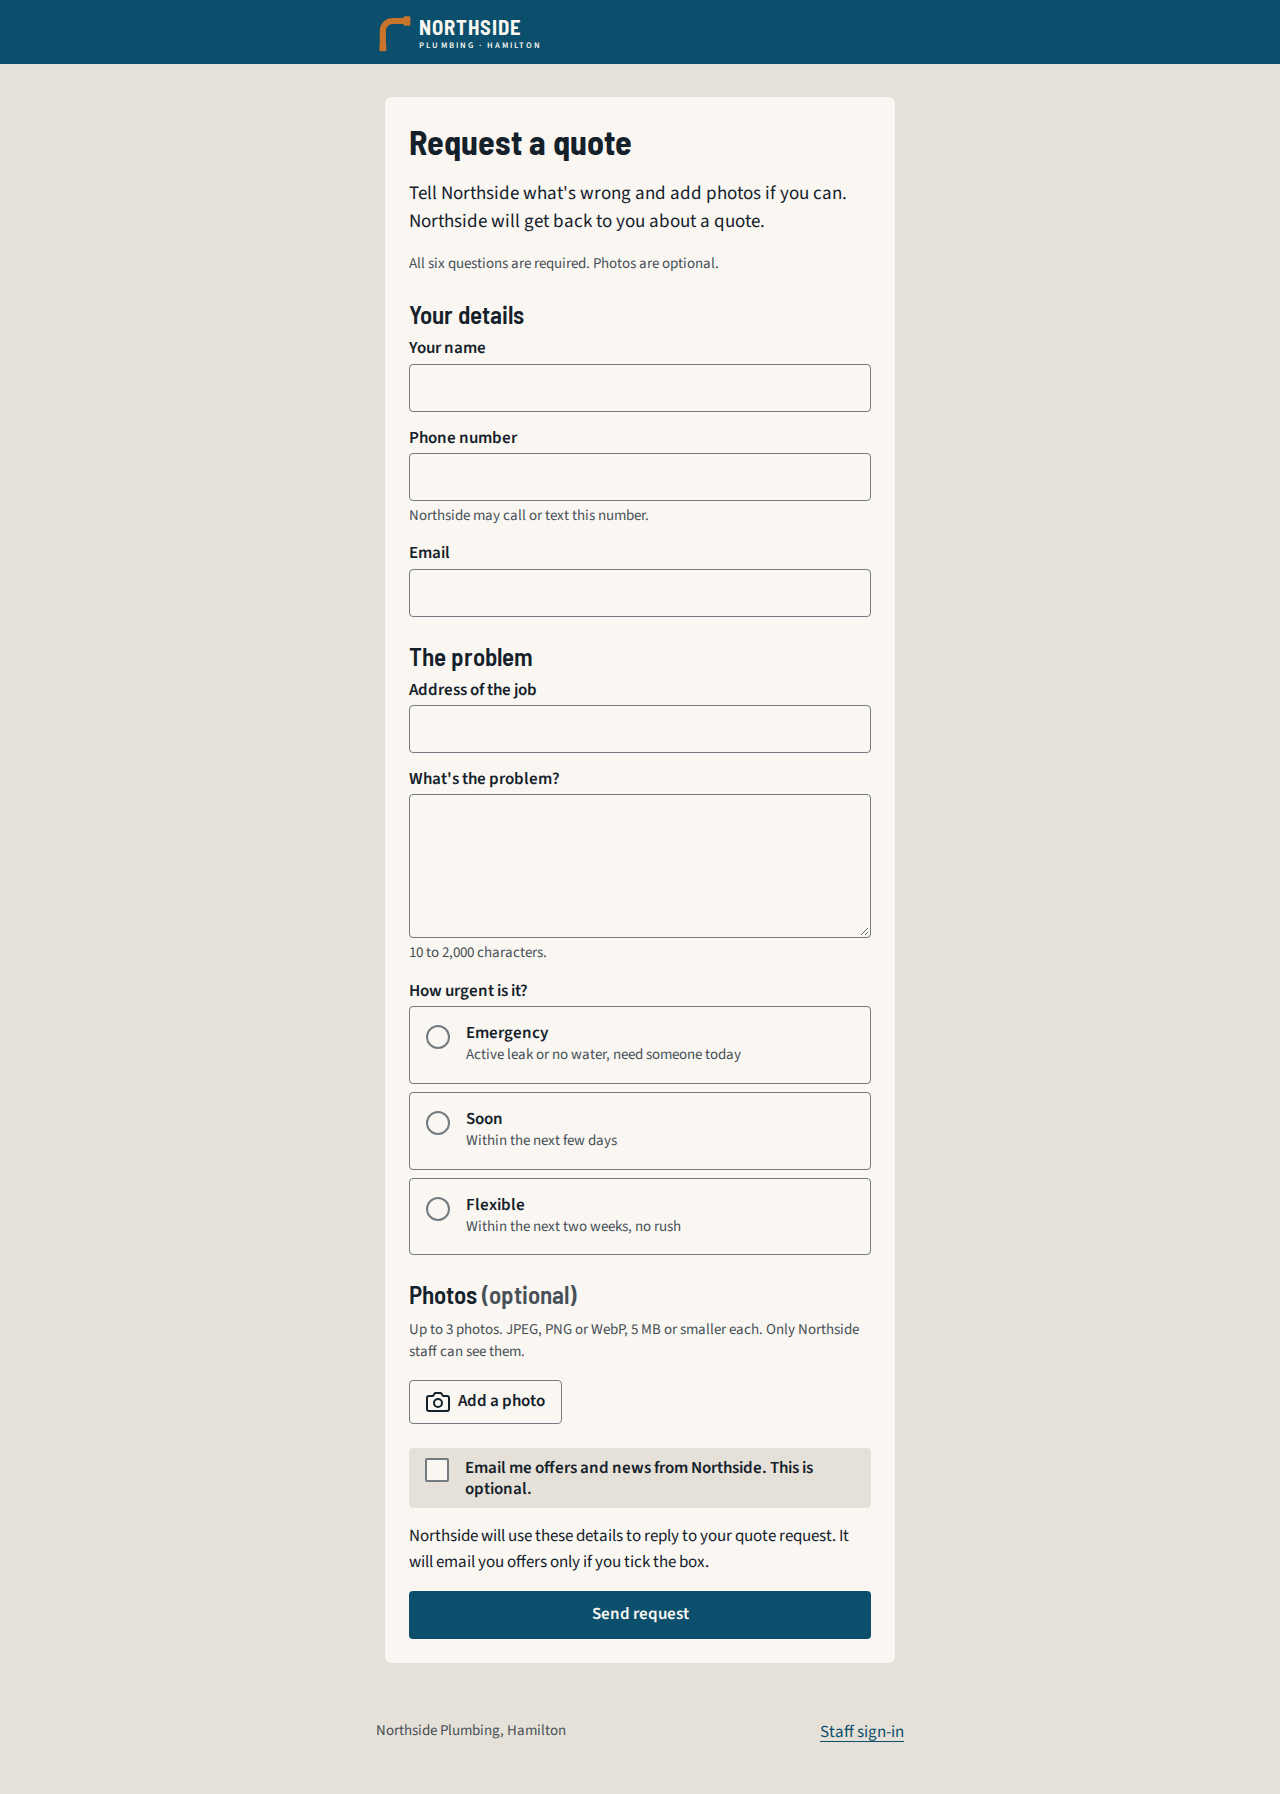 NORTHSIDE
PLUMBING · HAMILTON
Request a quote
Tell Northside what's wrong and add photos if you can.
Northside will get back to you about a quote.
All six questions are required. Photos are optional.
Your details
Your name
Phone number
Northside may call or text this number.
Email
The problem
Address of the job
What's the problem?
10 to 2,000 characters.
How urgent is it?
Emergency
Active leak or no water, need someone today
Soon
Within the next few days
Flexible
Within the next two weeks, no rush
Photos (optional)
Up to 3 photos. JPEG, PNG or WebP, 5 MB or smaller each. Only Northside
staff can see them.
Add a photo
Email me offers and news from Northside. This is
optional.
Northside will use these details to reply to your quote request. It
will email you offers only if you tick the box.
Send request
Northside Plumbing, Hamilton
Staff sign-in